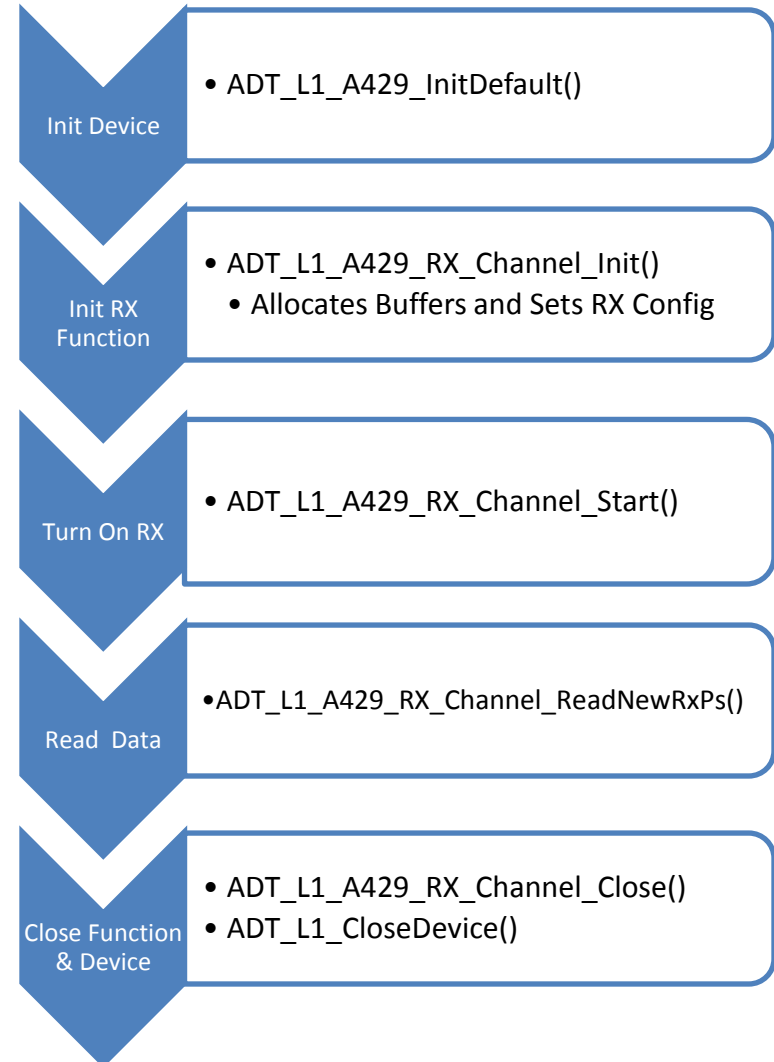 Init Device
• ADT_L1_A429_InitDefault()
Init RX
Function
• ADT_L1_A429_RX_Channel_Init()
• Allocates Buffers and Sets RX Config
Turn On RX
• ADT_L1_A429_RX_Channel_Start()
Read  Data
•ADT_L1_A429_RX_Channel_ReadNewRxPs()
Close Function
& Device
• ADT_L1_A429_RX_Channel_Close()
• ADT_L1_CloseDevice()